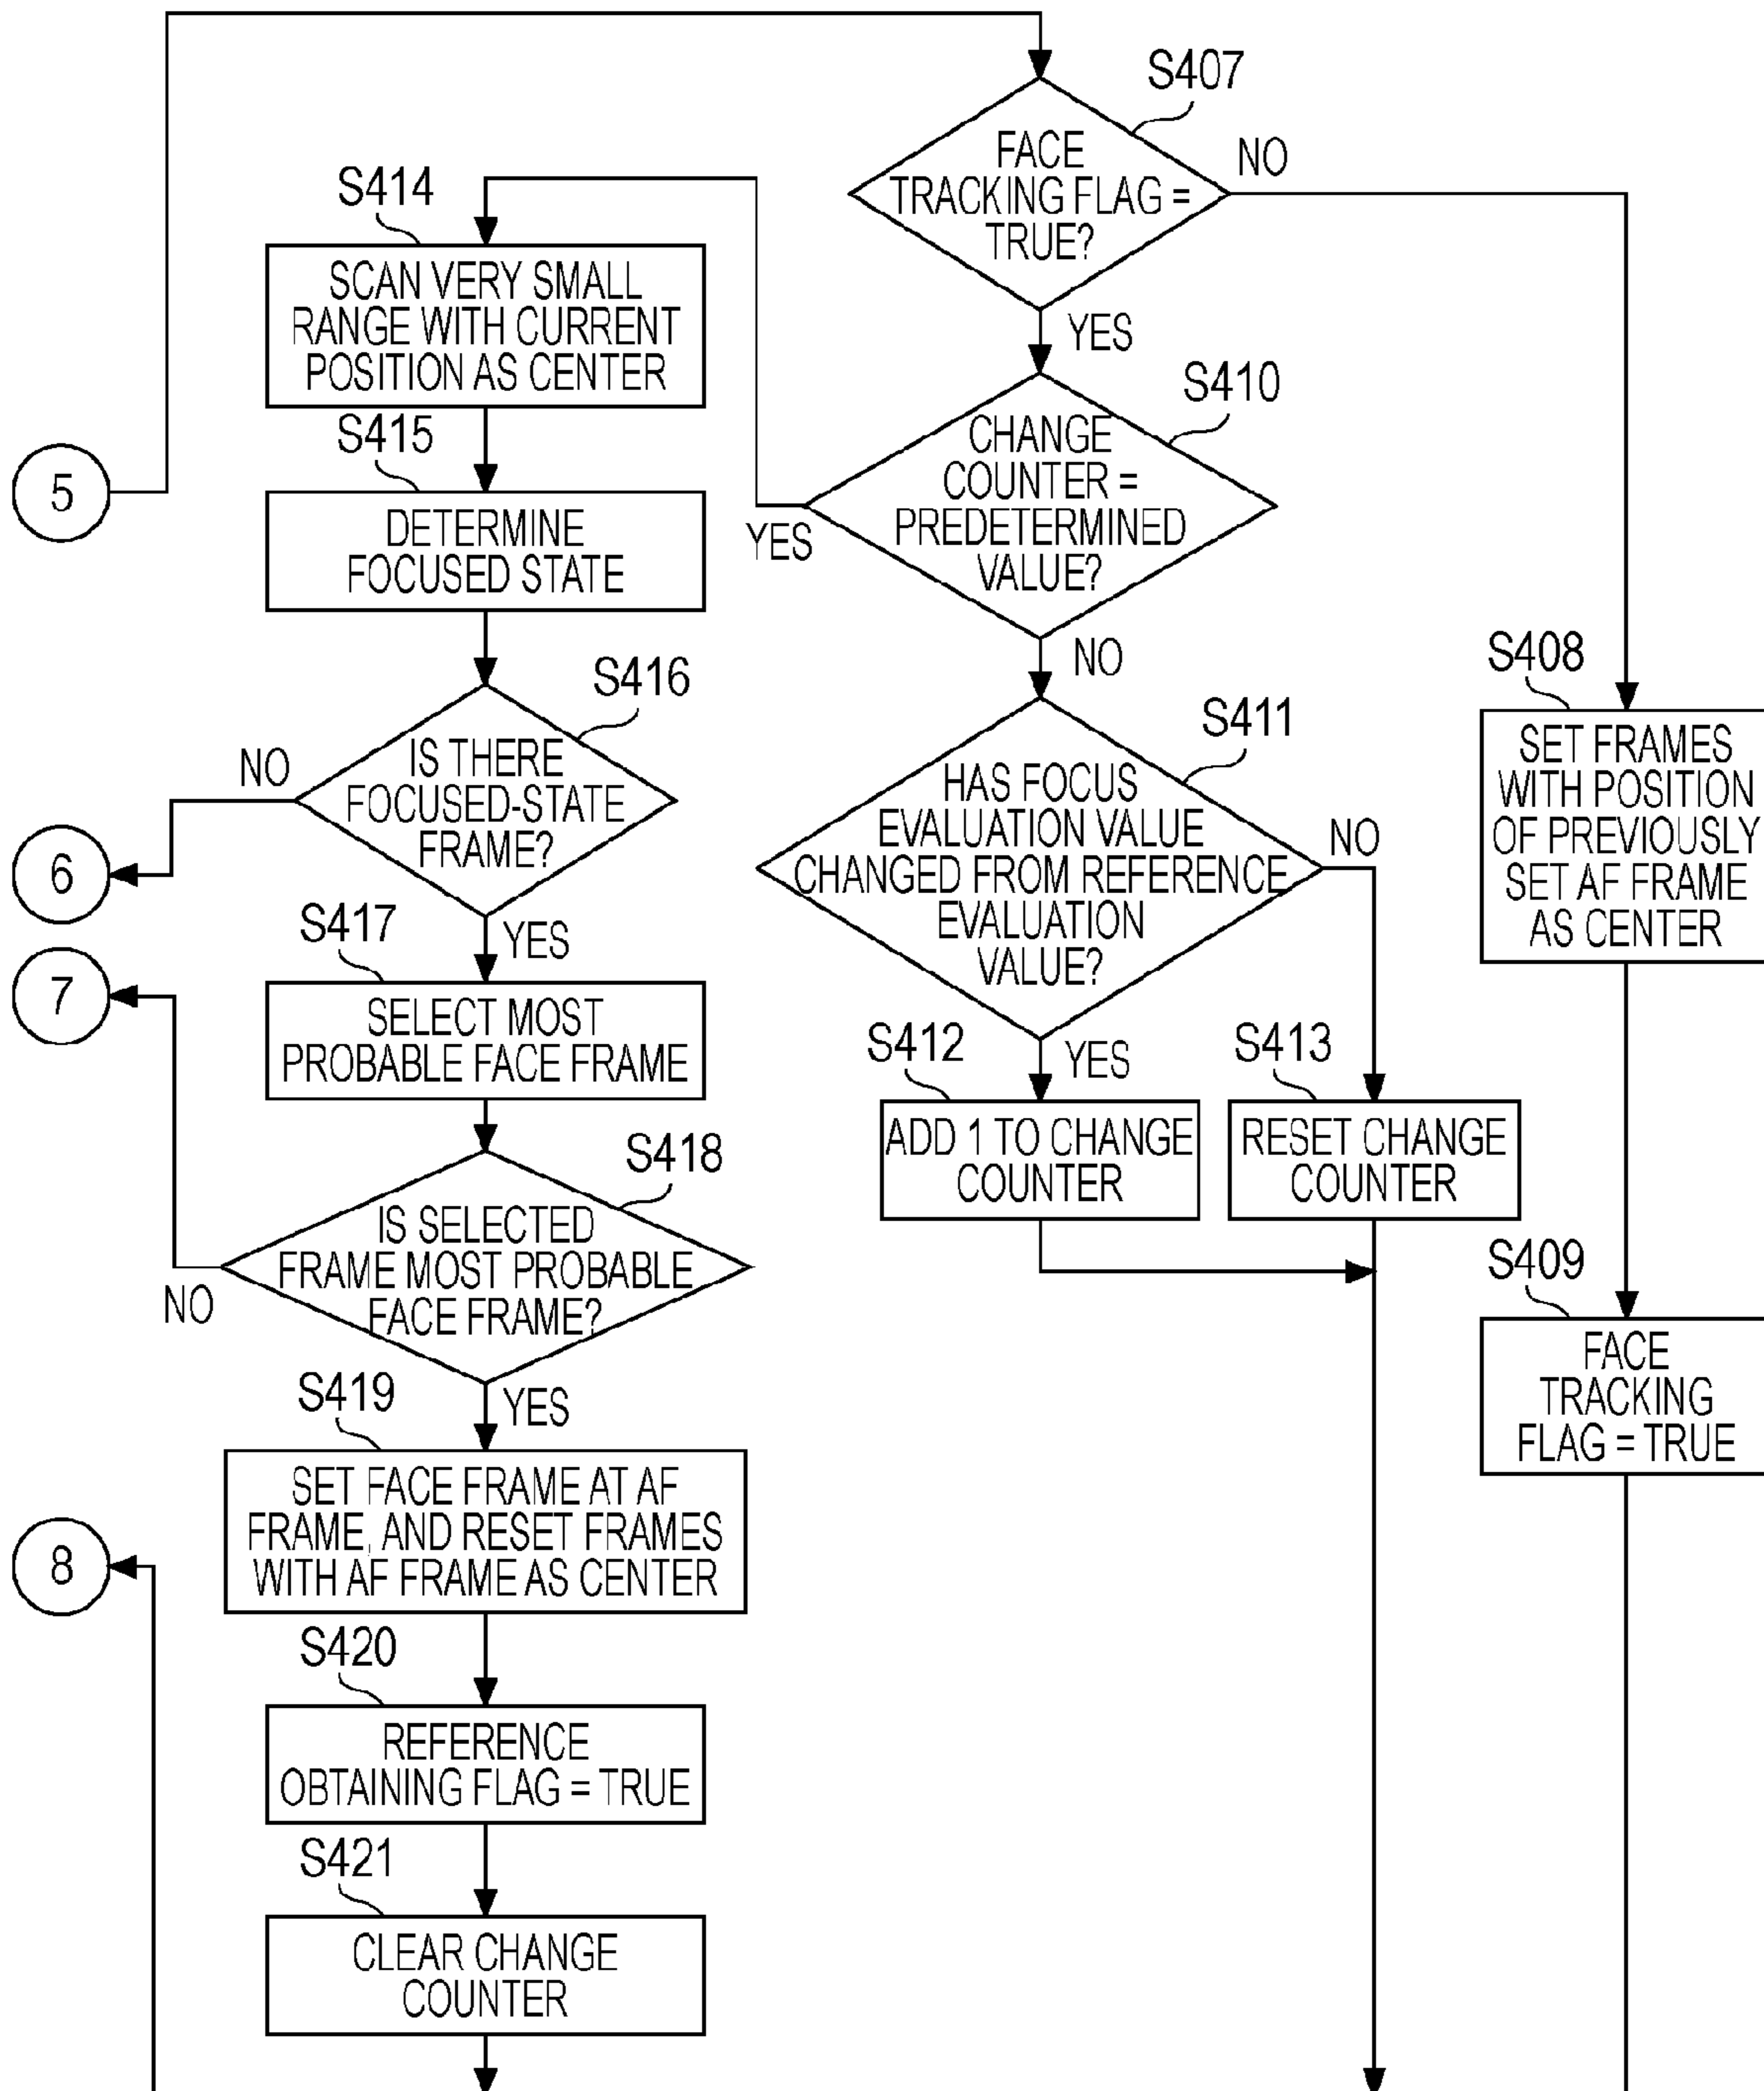 5
S407
FACE
TRACKING FLAG =
TRUE?
NO
YES
S408
SET FRAMES
WITH POSITION
OF PREVIOUSLY
SET AF FRAME
AS CENTER
S409
FACE
TRACKING
FLAG = TRUE
S410
CHANGE
COUNTER =
PREDETERMINED
VALUE?
YES
NO
S411
HAS FOCUS
EVALUATION VALUE
CHANGED FROM REFERENCE
EVALUATION
VALUE?
NO
YES
S412
ADD 1 TO CHANGE
COUNTER
S413
RESET CHANGE
COUNTER
S414
SCAN VERY SMALL
RANGE WITH CURRENT
POSITION AS CENTER
S415
DETERMINE
FOCUSED STATE
S416
IS THERE
FOCUSED-STATE
FRAME?
NO
6
YES
S417
SELECT MOST
PROBABLE FACE FRAME
7
S418
IS SELECTED
FRAME MOST PROBABLE
FACE FRAME?
NO
YES
S419
SET FACE FRAME AT AF
FRAME, AND RESET FRAMES
WITH AF FRAME AS CENTER
8
S420
REFERENCE
OBTAINING FLAG = TRUE
S421
CLEAR CHANGE
COUNTER